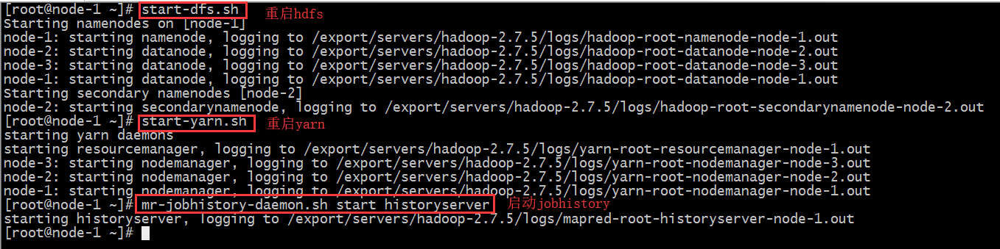 [root@node-1 ~]# start-dfs.sh 重启hdfs
Starting namenodes on [node-1]
node-1: starting namenode, logging to /export/servers/hadoop-2.7.5/logs/hadoop-root-namenode-node-1.out
node-2: starting datanode, logging to /export/servers/hadoop-2.7.5/logs/hadoop-root-datanode-node-2.out
node-3: starting datanode, logging to /export/servers/hadoop-2.7.5/logs/hadoop-root-datanode-node-3.out
node-1: starting datanode, logging to /export/servers/hadoop-2.7.5/logs/hadoop-root-datanode-node-1.out
Starting secondary namenodes [node-2]
node-2: starting secondarynamenode, logging to /export/servers/hadoop-2.7.5/logs/hadoop-root-secondarynamenode-node-2.out
[root@node-1 ~]# start-yarn.sh 重启yarn
starting yarn daemons
starting resourcemanager, logging to /export/servers/hadoop-2.7.5/logs/yarn-root-resourcemanager-node-1.out
node-3: starting nodemanager, logging to /export/servers/hadoop-2.7.5/logs/yarn-root-nodemanager-node-3.out
node-2: starting nodemanager, logging to /export/servers/hadoop-2.7.5/logs/yarn-root-nodemanager-node-2.out
node-1: starting nodemanager, logging to /export/servers/hadoop-2.7.5/logs/yarn-root-nodemanager-node-1.out
[root@node-1 ~]# mr-jobhistory-daemon.sh start historyserver 启动jobhistory
starting historyserver, logging to /export/servers/hadoop-2.7.5/logs/mapred-root-historyserver-node-1.out
[root@node-1 ~]#